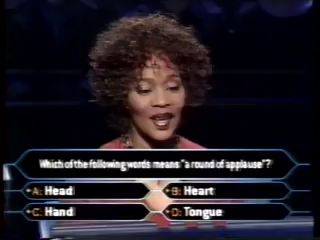 Which of the following words means "a round of applause"?
A: Head
B: Heart
C: Hand
D: Tongue